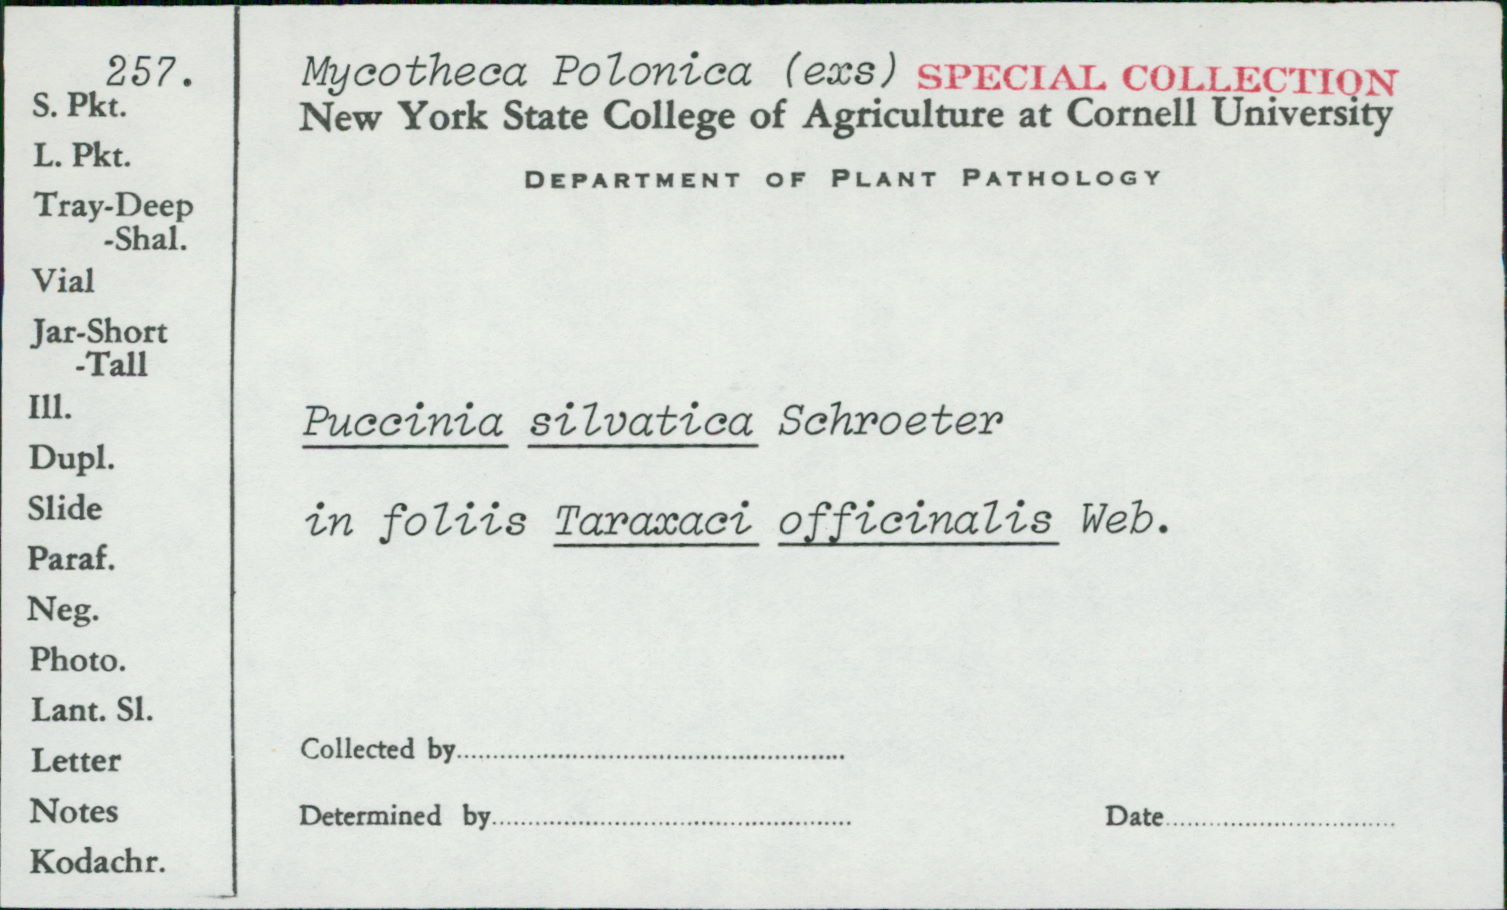 257.
S. Pkt.
L. Pkt.
Tray-Deep
-Shal.
Vial
Jar-Short
-Tall
Ill.
Dupl.
Slide
Paraf.
Neg.
Photo.
Lant. Sl.
Letter
Notes
Kodachr.
Mycotheca Polonica (exs) SPECIAL COLLECTION
New York State College of Agriculture at Cornell University
DEPARTMENT OF PLANT PATHOLOGY
Puccinia silvatica Schroeter
in foliis Taraxaci officinalis Web.
Collected by
Determined by
Date